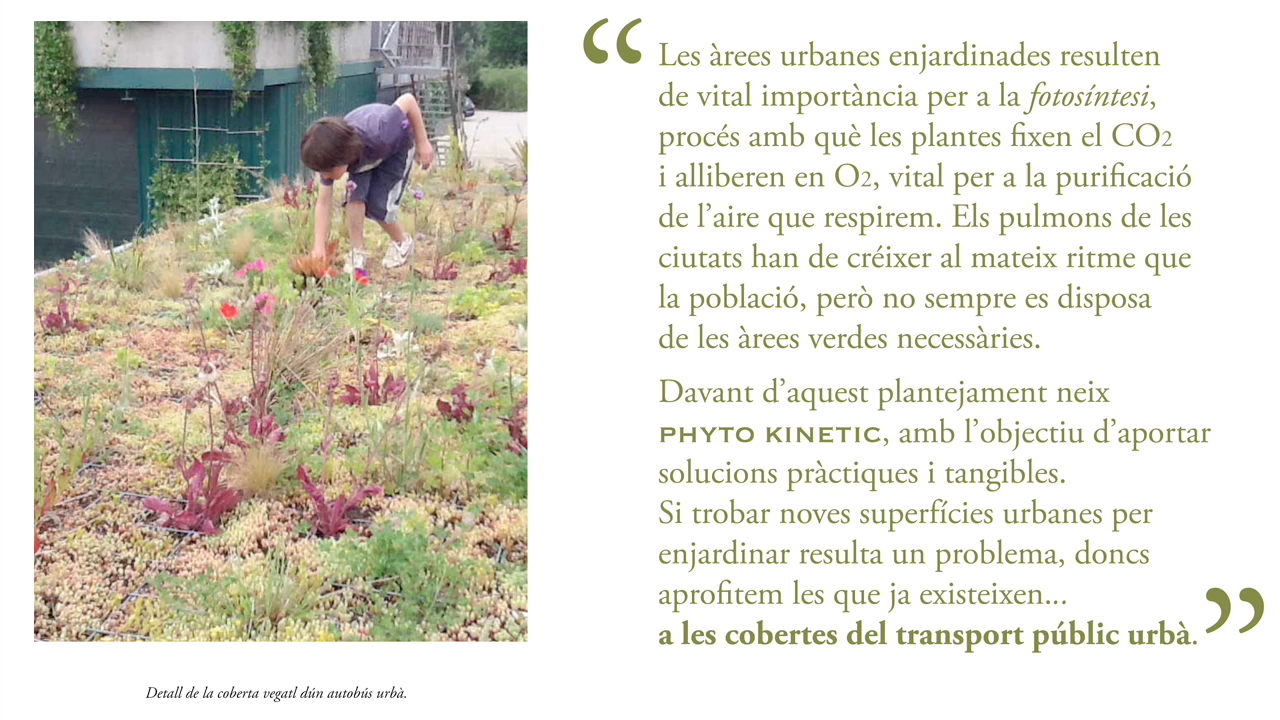 “Les àrees urbanes enjardinades resulten
de vital importància per a la fotosíntesi,
procés amb què les plantes fixen el CO2
i alliberen en O2, vital per a la purificació
de l’aire que respirem. Els pulmons de les
ciutats han de créixer al mateix ritme que
la població, però no sempre es disposa
de les àrees verdes necessàries.
Davant d’aquest plantejament neix
PHYTO KINETIC, amb l’objectiu d’aportar
solucions pràctiques i tangibles.
Si trobar noves superfícies urbanes per
enjardinar resulta un problema, doncs
aprofitem les que ja existeixen...
a les cobertes del transport públic urbà.”
Detall de la coberta vegatl dún autobús urbà.